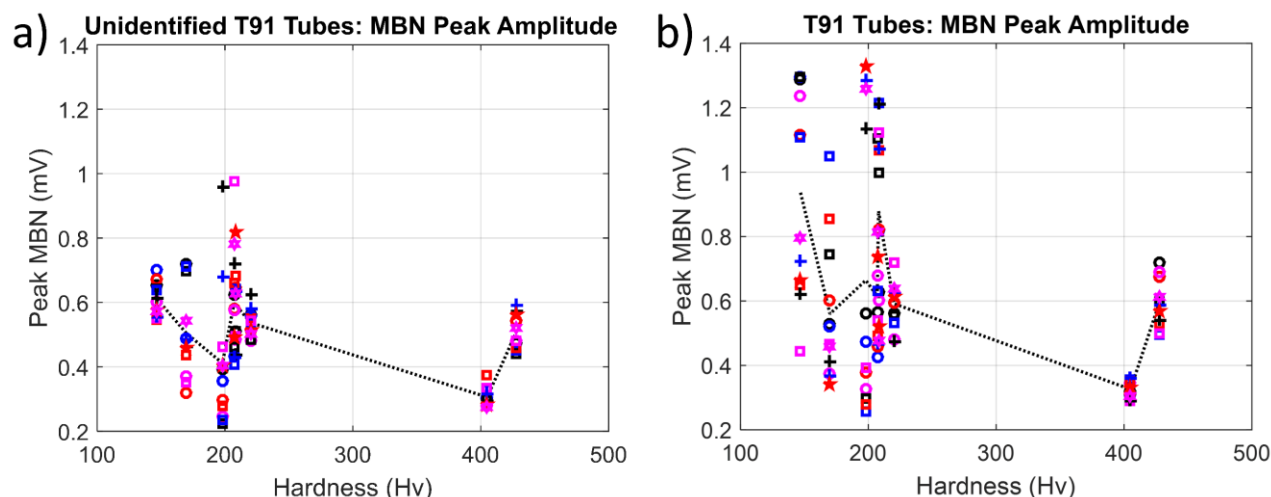 a) Unidentified T91 Tubes: MBN Peak Amplitude
1.4
1.2
1
0.8
0.6
0.4
0.2
Peak MBN (mV)
100 200 300 400 500
Hardness (Hv)
b) T91 Tubes: MBN Peak Amplitude
1.4
1.2
1
0.8
0.6
0.4
0.2
Peak MBN (mV)
100 200 300 400 500
Hardness (Hv)